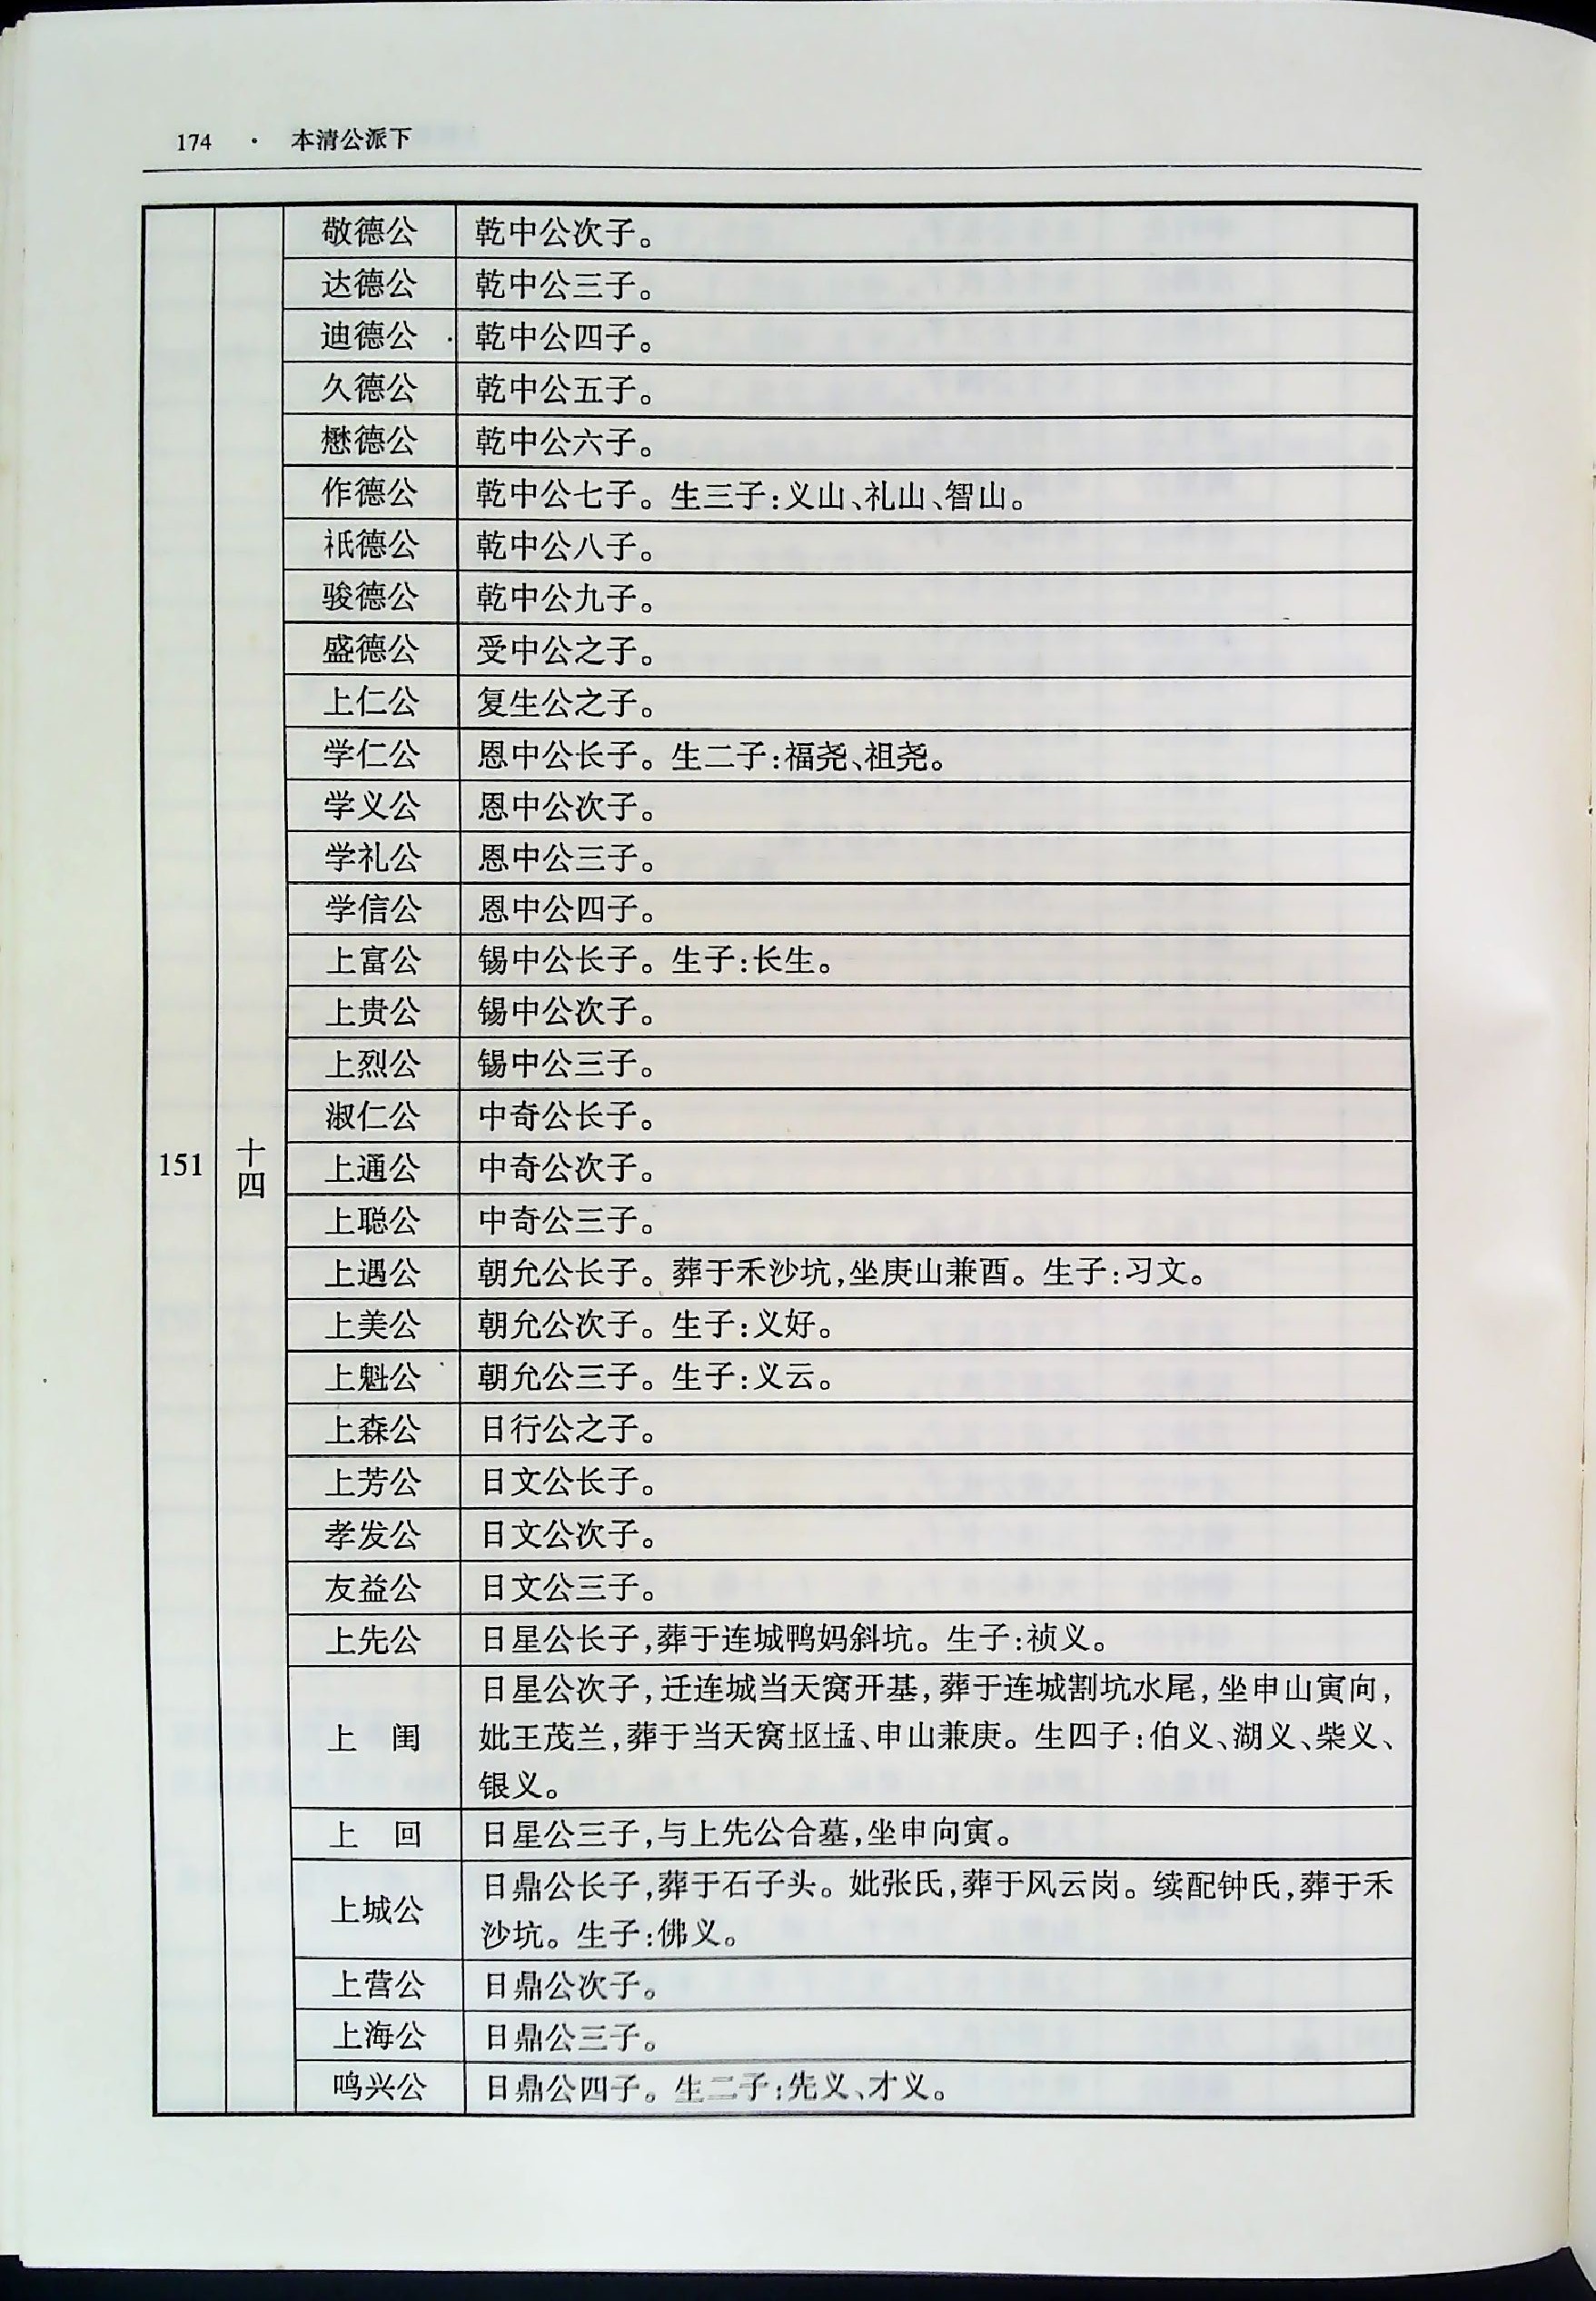 174 · 本清公派下
敬德公 乾中公次子。
达德公 乾中公三子。
迪德公 乾中公四子。
久德公 乾中公五子。
懋德公 乾中公六子。
作德公 乾中公七子。生三子:义山、礼山、智山。
祇德公 乾中公八子。
骏德公 乾中公九子。
盛德公 受中公之子。
上仁公 复生公之子。
学仁公 恩中公长子。生二子:福尧、祖尧。
学义公 恩中公次子。
学礼公 恩中公三子。
学信公 恩中公四子。
上富公 锡中公长子。生子:长生。
上贵公 锡中公次子。
上烈公 锡中公三子。
淑仁公 中奇公长子。
151 十四 上通公 中奇公次子。
上聪公 中奇公三子。
上遇公 朝允公长子。葬于禾沙坑,坐庚山兼酉。生子:习文。
上美公 朝允公次子。生子:义好。
上魁公 朝允公三子。生子:义云。
上森公 日行公之子。
上芳公 日文公长子。
孝发公 日文公次子。
友益公 日文公三子。
上先公 日星公长子,葬于连城鸭妈斜坑。生子:祯义。
日星公次子,迁连城当天窝开基,葬于连城割坑水尾,坐申山寅向,
上闺 妣王茂兰,葬于当天窝抠猛、申山兼庚。生四子:伯义、湖义、柴义、
银义。
上回 日星公三子,与上先公合墓,坐申向寅。
上城公 日鼎公长子,葬于石子头。妣张氏,葬于风云岗。续配钟氏,葬于禾
沙坑。生子:佛义。
上营公 日鼎公次子。
上海公 日鼎公三子。
鸣兴公 日鼎公四子。生二子:先义、才义。